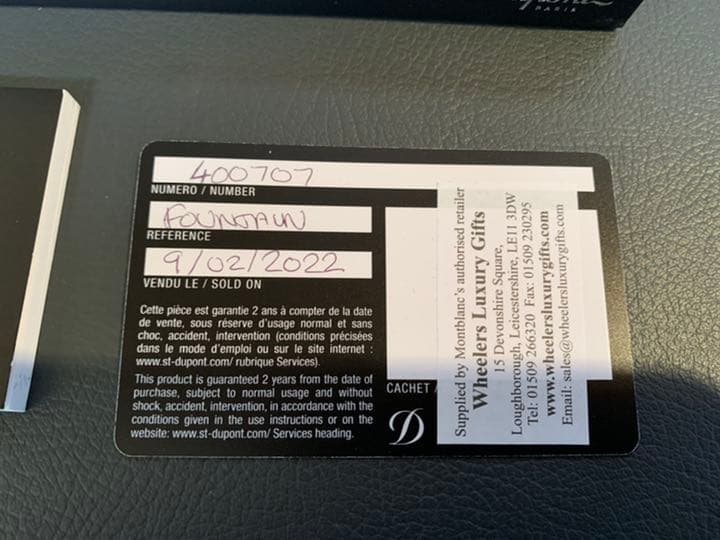 PARIS
400707
NUMERO / NUMBER
FOUNTAIN
REFERENCE
9/02/2022
VENDU LE / SOLD ON
Cette pièce est garantie 2 ans à compter de la date
de vente, sous réserve d'usage normal et sans
choc, accident, intervention (conditions précisées
dans le mode d'emploi ou sur le site internet :
www.st-dupont.com/ rubrique Services).
This product is guaranteed 2 years from the date of
purchase, subject to normal usage and without
shock, accident, intervention, in accordance with the
conditions given in the use instructions or on the
website: www.st-dupont.com/ Services heading.
CACHET /
D
Supplied by Montblanc's authorised retailer
Wheelers Luxury Gifts
15 Devonshire Square,
Loughborough, Leicestershire, LE11 3DW
Tel: 01509 266320 Fax: 01509 230295
www.wheelersluxurygifts.com
Email: sales@wheelersluxurygifts.com